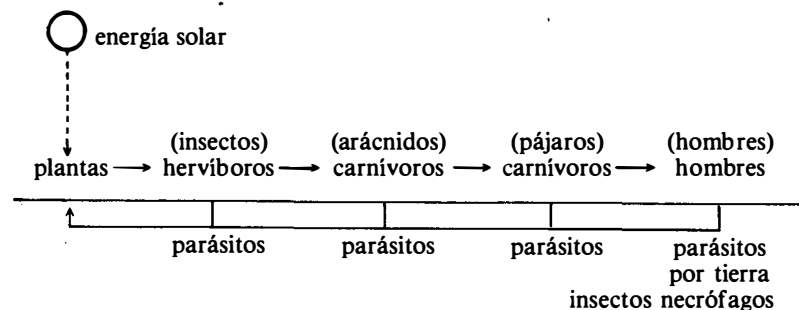 energía solar
(insectos) (arácnidos) (pájaros) (hombres)
plantas hervíboros carnívoros carnívoros hombres
parásitos parásitos parásitos parásitos
por tierra
insectos necrófagos